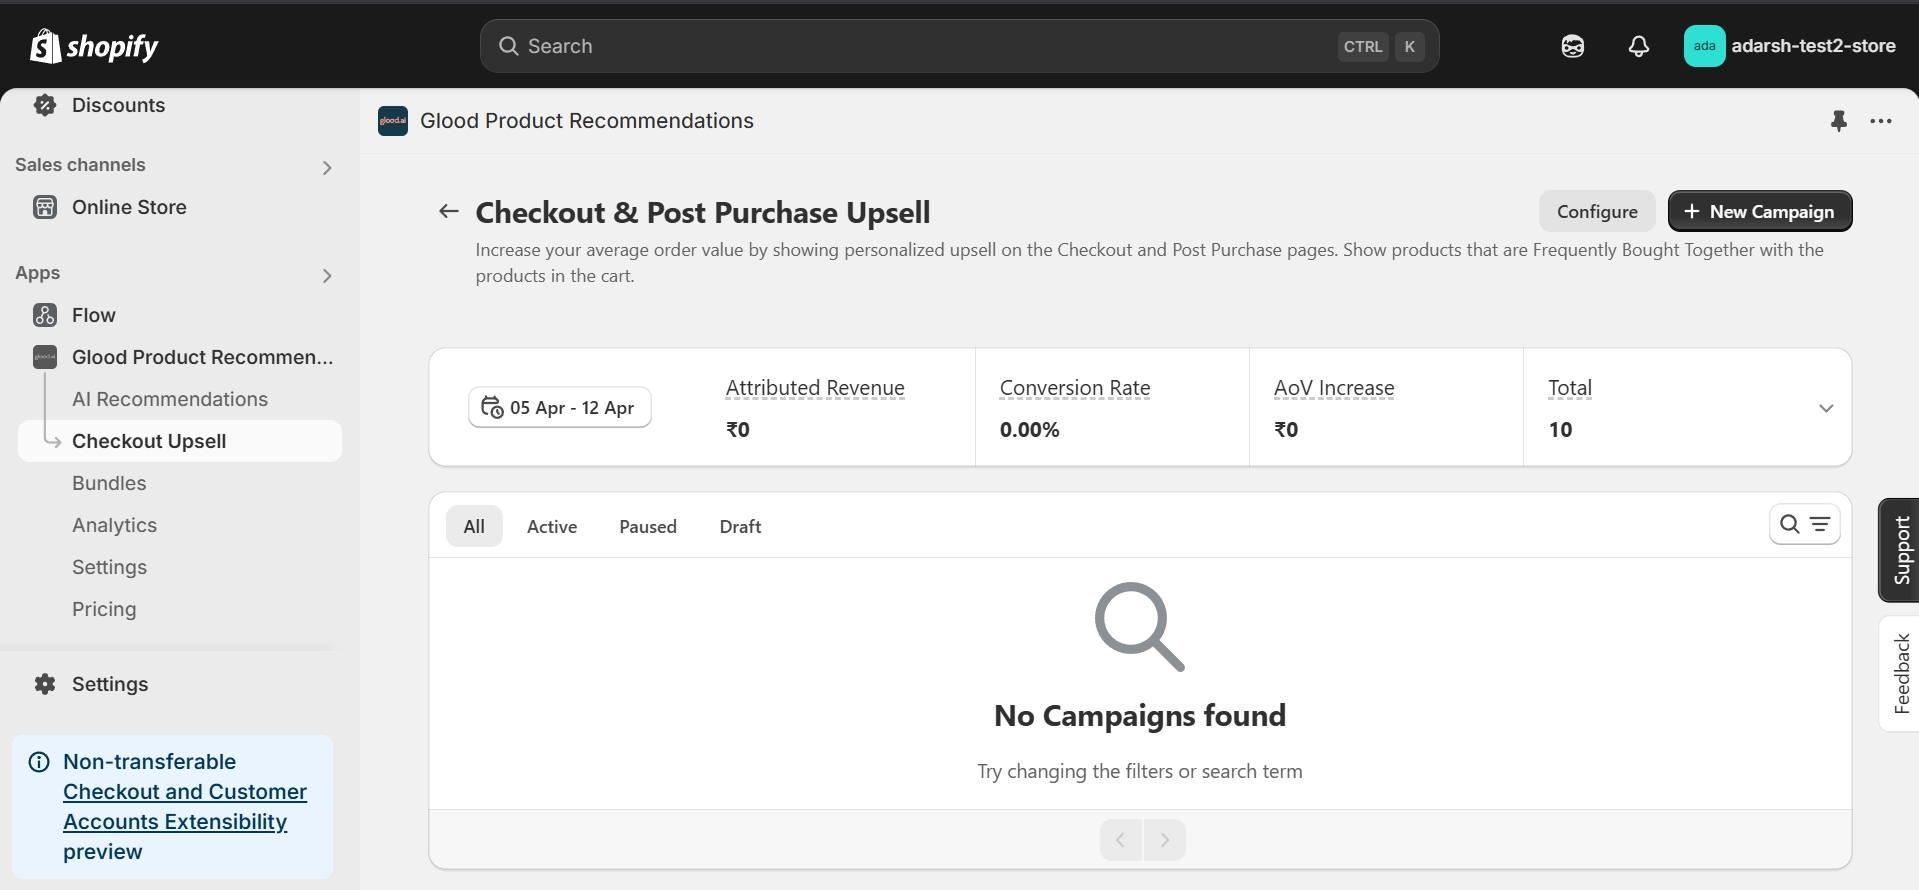 shopify
Search
CTRL K
ada
adarsh-test2-store
Discounts
Sales channels
Online Store
Apps
Flow
Glood Product Recommen...
AI Recommendations
Checkout Upsell
Bundles
Analytics
Settings
Pricing
Settings
Non-transferable
Checkout and Customer
Accounts Extensibility
preview
glood.ai
Glood Product Recommendations
Checkout & Post Purchase Upsell
Configure
New Campaign
Increase your average order value by showing personalized upsell on the Checkout and Post Purchase pages. Show products that are Frequently Bought Together with the
products in the cart.
05 Apr - 12 Apr
Attributed Revenue
₹0
Conversion Rate
0.00%
AoV Increase
₹0
Total
10
All
Active
Paused
Draft
No Campaigns found
Try changing the filters or search term
Support
Feedback